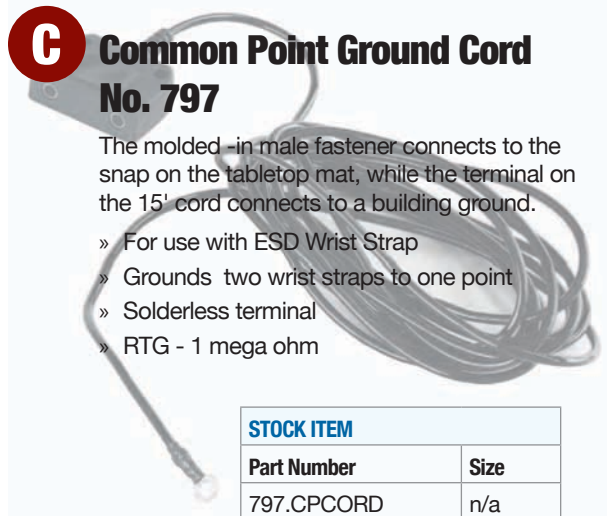 C
Common Point Ground Cord
No. 797
The molded -in male fastener connects to the
snap on the tabletop mat, while the terminal on
the 15' cord connects to a building ground.
» For use with ESD Wrist Strap
» Grounds  two wrist straps to one point
» Solderless terminal
» RTG - 1 mega ohm
STOCK ITEM
Part Number Size
797.CPCORD n/a